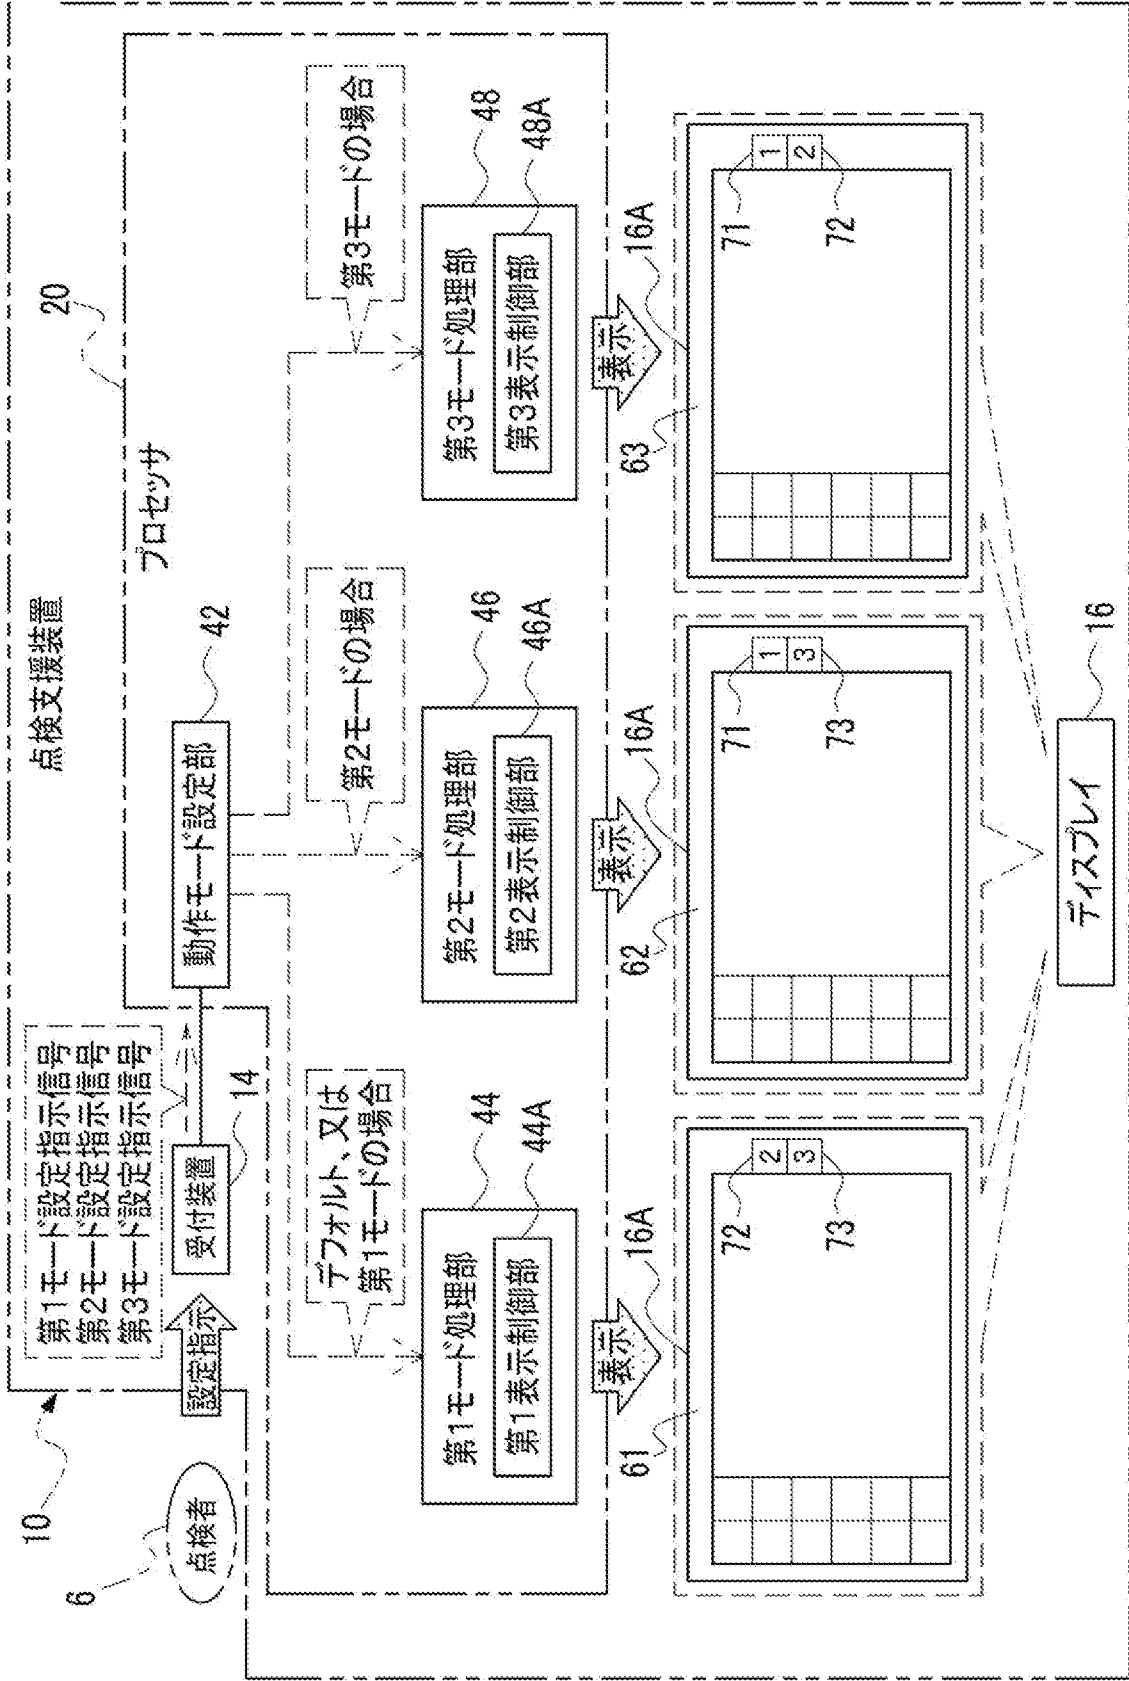 10
点検支援装置
20
6
点検者
設定指示
第1モード設定指示信号
第2モード設定指示信号
第3モード設定指示信号
受付装置
14
動作モード設定部
42
プロセッサ
デフォルト、又は
第1モードの場合
第2モードの場合
第3モードの場合
第1モード処理部
44
第1表示制御部
44A
第2モード処理部
46
第2表示制御部
46A
第3モード処理部
48
第3表示制御部
48A
表示
表示
表示
61
16A
62
16A
63
16A
72
2
3
73
71
1
3
73
71
1
2
72
ディスプレイ
16